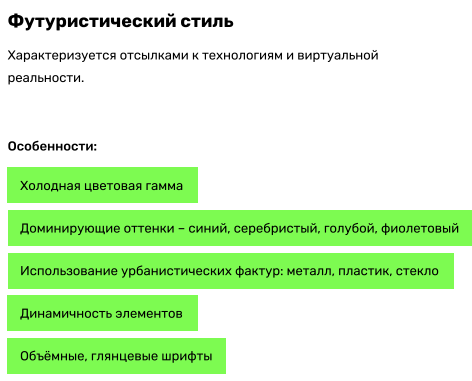 Футуристический стиль
Характеризуется отсылками к технологиям и виртуальной
реальности.
Особенности:
Холодная цветовая гамма
Доминирующие оттенки – синий, серебристый, голубой, фиолетовый
Использование урбанистических фактур: металл, пластик, стекло
Динамичность элементов
Объёмные, глянцевые шрифты